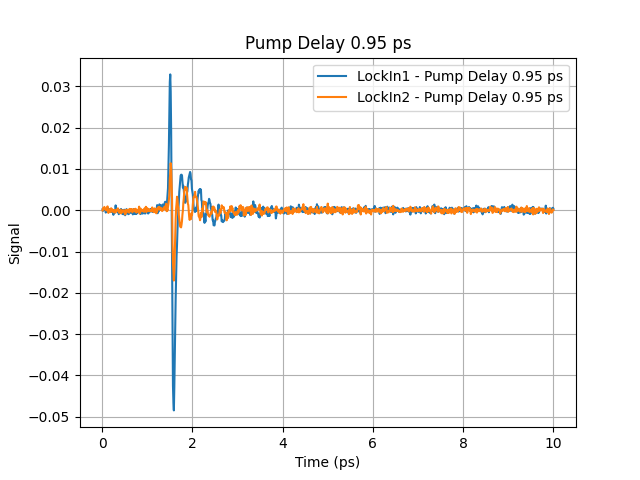 Pump Delay 0.95 ps
LockIn1 - Pump Delay 0.95 ps
LockIn2 - Pump Delay 0.95 ps
0.03
0.02
0.01
0.00
−0.01
−0.02
−0.03
−0.04
−0.05
Signal
0 2 4 6 8 10
Time (ps)